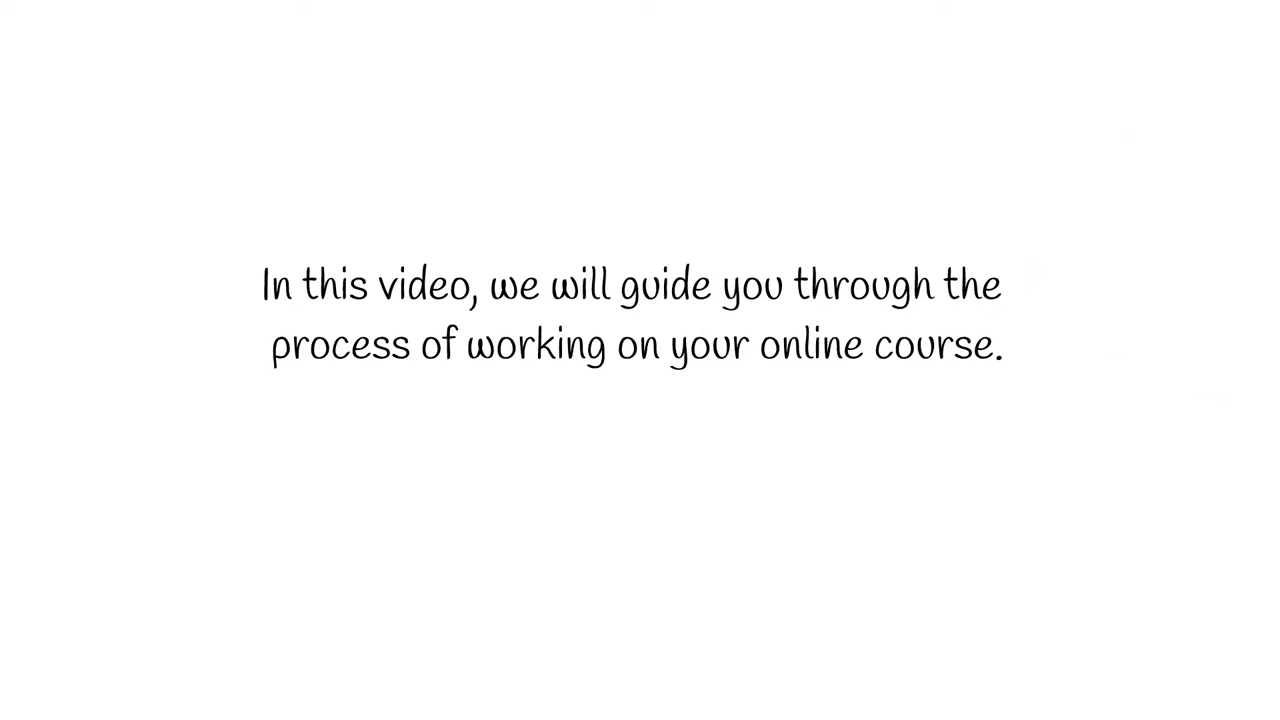 In this video, we will guide you through the
process of working on your online course.